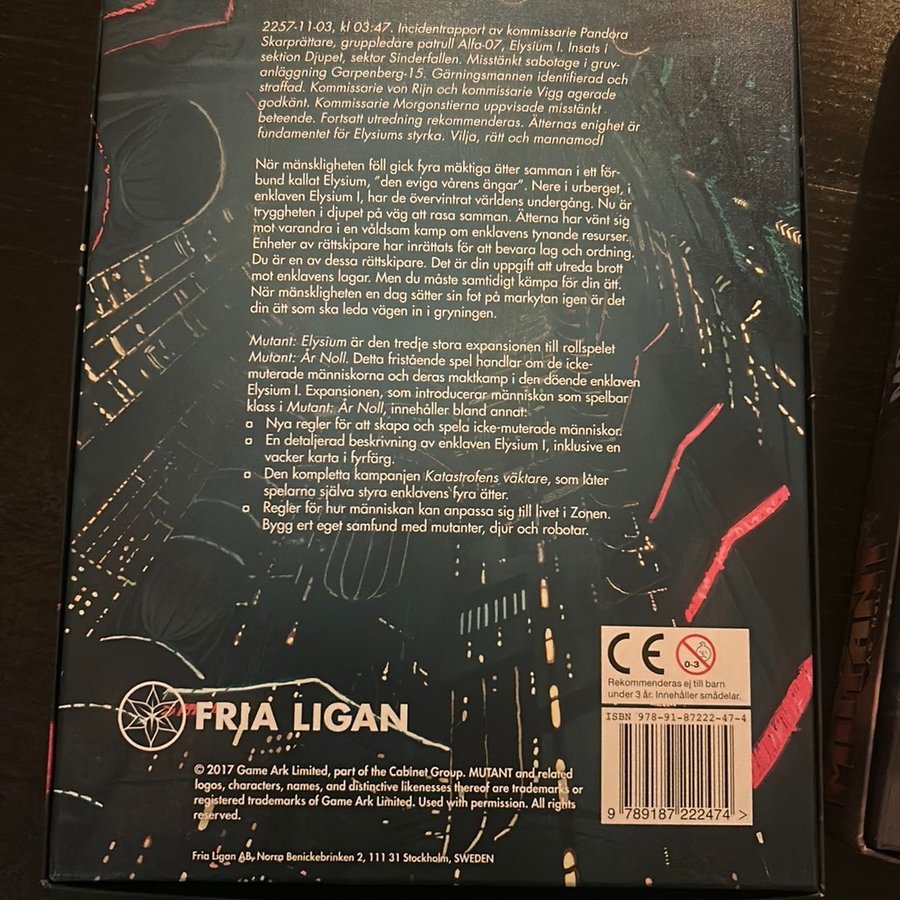 2257-11-03, kl 03:47. Incidentrapport av kommissarie Pandora
Skarprättare, gruppledare patrull Alfa-07, Elysium I. Insats i
sektion Djupet, sektor Sinderfallen. Misstänkt sabotage i gruv-
anläggning Garpenberg-15. Gärningsmannen identifierad och
straffad. Kommissarie von Rijn och kommissarie Vigg agerade
godkänt. Kommissarie Morgonstierna uppvisade misstänkt
beteende. Fortsatt utredning rekommenderas. Ätternas enighet är
fundamentet för Elysiums styrka. Vilja, rätt och mannamod!
När mänskligheten föll gick fyra mäktiga ätter samman i ett för-
bund kallat Elysium, "den eviga vårens ängar". Nere i urberget, i
enklaven Elysium I, har de övervintrat världens undergång. Nu är
tryggheten i djupet på väg att rasa samman. Ätterna har vänt sig
mot varandra i en våldsam kamp om enklavens tynande resurser.
Enheter av rättskipare har inrättats för att bevara lag och ordning.
Du är en av dessa rättskipare. Det är din uppgift att utreda brott
mot enklavens lagar. Men du måste samtidigt kämpa för din ätt.
När mänskligheten en dag sätter sin fot på markytan igen är det
din ätt som ska leda vägen in i gryningen.
Mutant: Elysium är den tredje stora expansionen till rollspelet
Mutant: År Noll. Detta fristående spel handlar om de icke-
muterade människorna och deras maktkamp i den döende enklaven
Elysium I. Expansionen, som introducerar människan som spelbar
klass i Mutant: År Noll, innehåller bland annat:
▫ Nya regler för att skapa och spela icke-muterade människor.
▫ En detaljerad beskrivning av enklaven Elysium I, inklusive en
vacker karta i fyrfärg.
▫ Den kompletta kampanjen Katastrofens väktare, som låter
spelarna själva styra enklavens fyra ätter.
▫ Regler för hur människan kan anpassa sig till livet i Zonen.
Bygg ert eget samfund med mutanter, djur och robotar.
CE 0-3
Rekommenderas ej till barn
under 3 år. Innehåller smådelar.
ISBN 978-91-87222-47-4
9 789187 222474 >
FRIA LIGAN
© 2017 Game Ark Limited, part of the Cabinet Group. MUTANT and related
logos, characters, names, and distinctive likenesses thereof are trademarks or
registered trademarks of Game Ark Limited. Used with permission. All rights
reserved.
Fria Ligan AB, Norra Benickebrinken 2, 111 31 Stockholm, SWEDEN
MUTANT